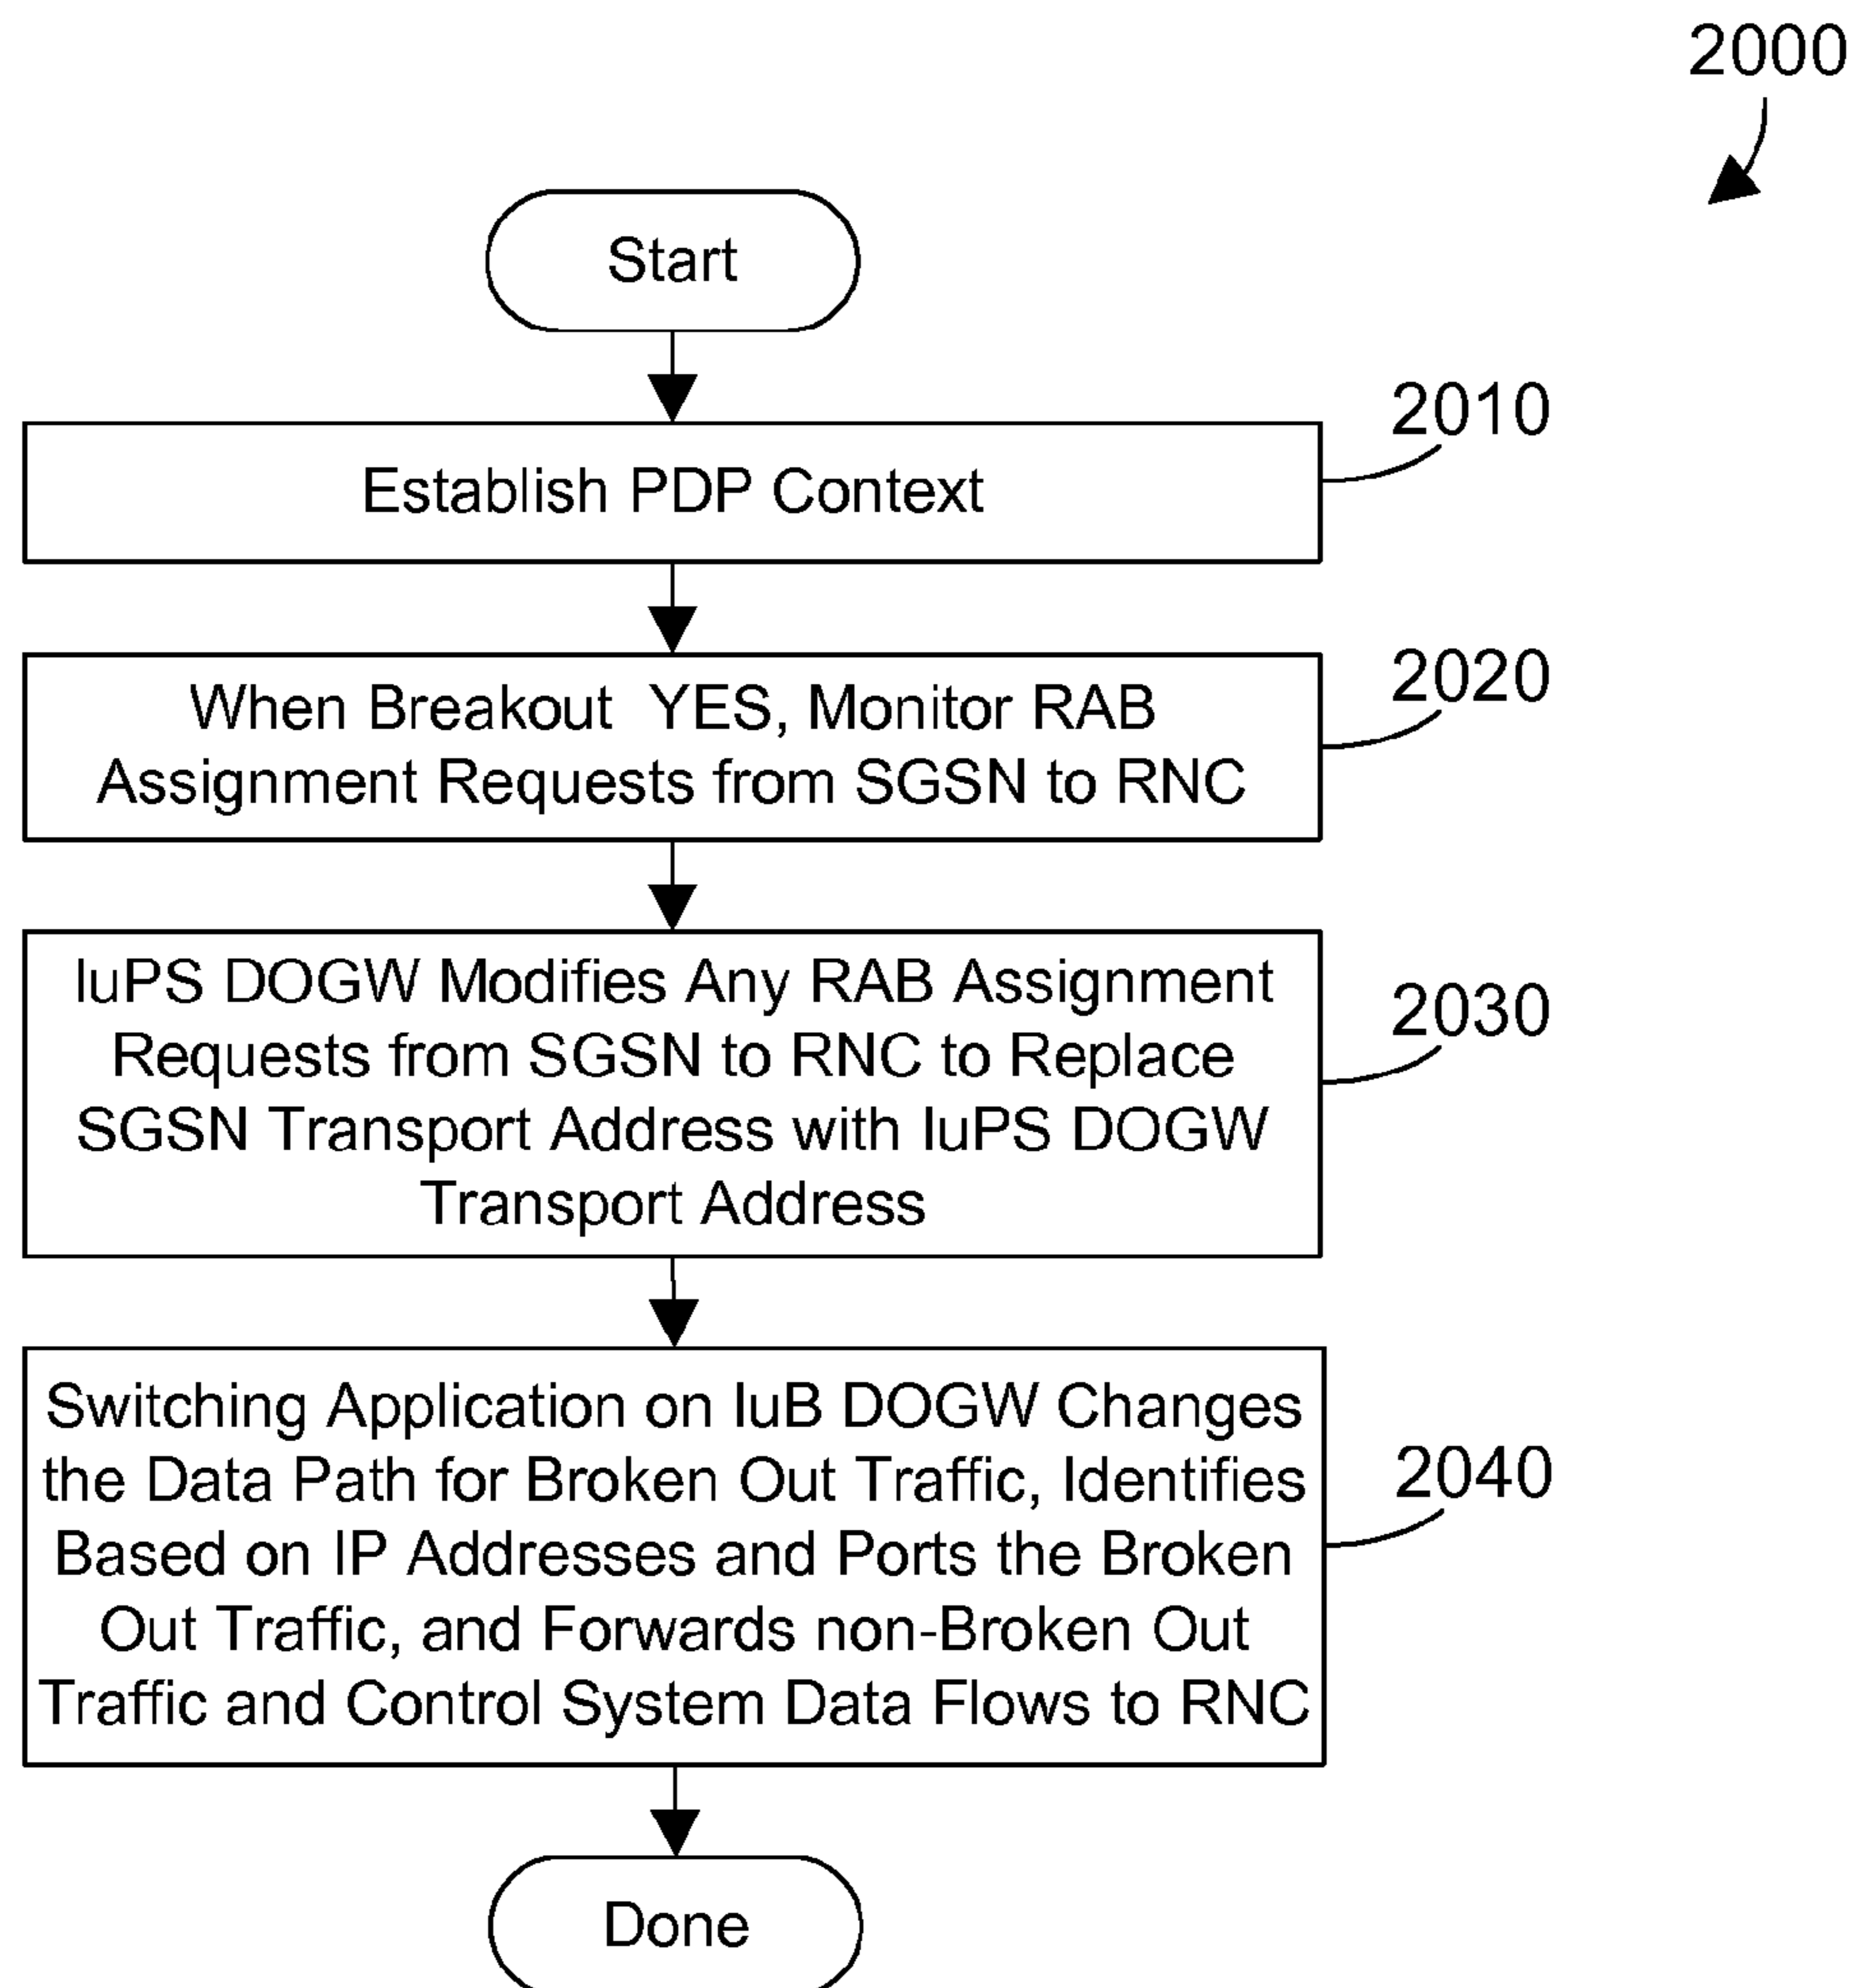 2000
Start
2010
Establish PDP Context
2020
When Breakout YES, Monitor RAB
Assignment Requests from SGSN to RNC
IuPS DOGW Modifies Any RAB Assignment
2030
Requests from SGSN to RNC to Replace
SGSN Transport Address with IuPS DOGW
Transport Address
Switching Application on IuB DOGW Changes
2040
the Data Path for Broken Out Traffic, Identifies
Based on IP Addresses and Ports the Broken
Out Traffic, and Forwards non-Broken Out
Traffic and Control System Data Flows to RNC
Done